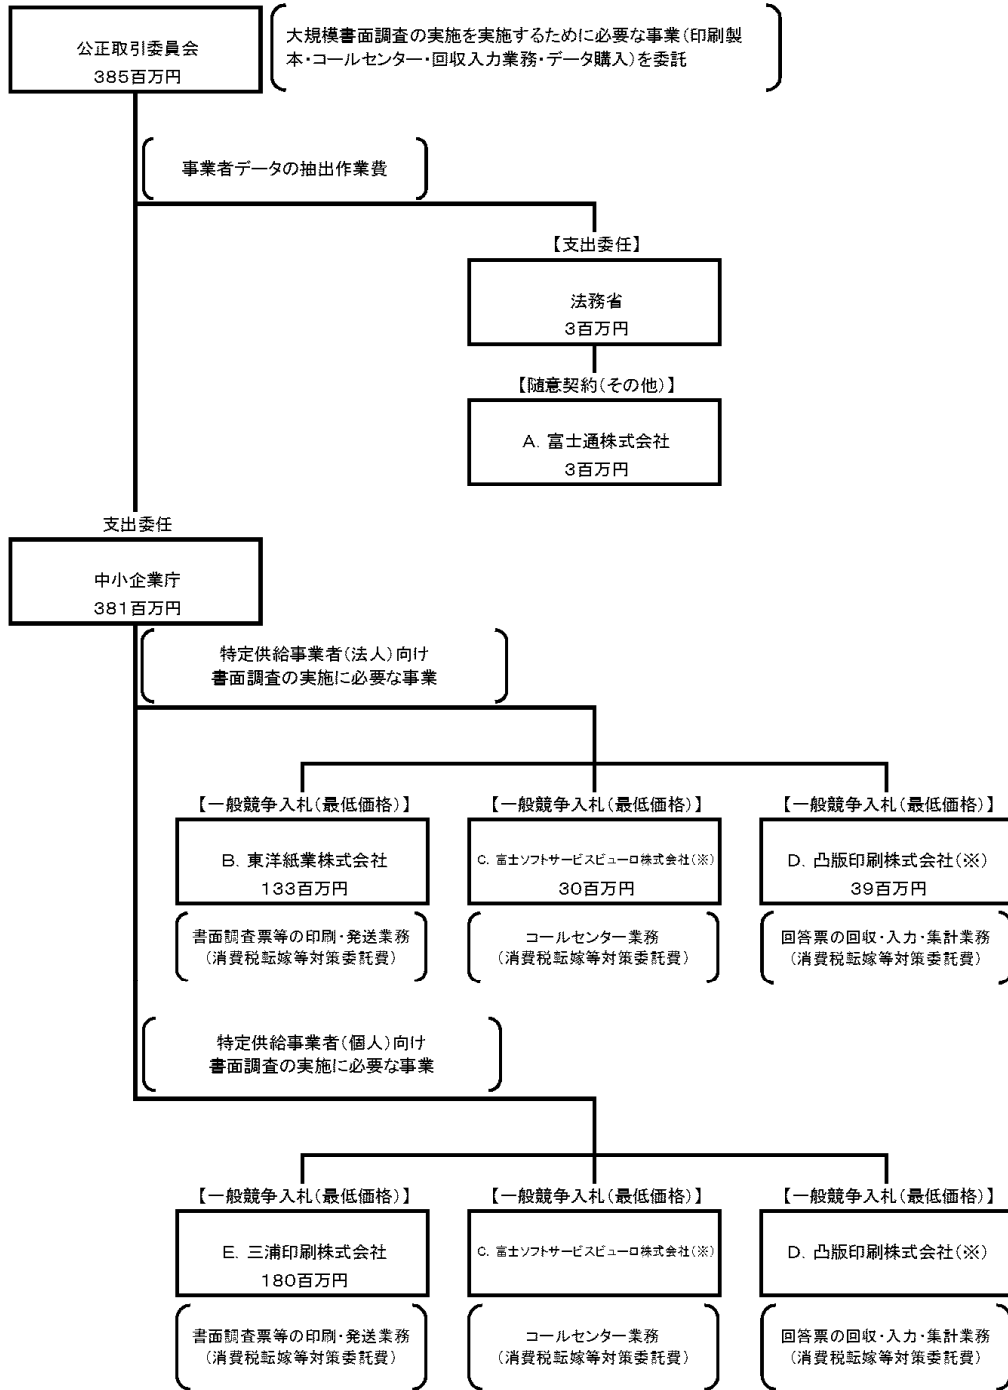 公正取引委員会
385百万円
大規模書面調査の実施を実施するために必要な事業(印刷製
本・コールセンター・回収入力業務・データ購入)を委託
事業者データの抽出作業費
【支出委任】
法務省
3百万円
【随意契約(その他)】
A. 富士通株式会社
3百万円
支出委任
中小企業庁
381百万円
特定供給事業者(法人)向け
書面調査の実施に必要な事業
【一般競争入札(最低価格)】
B. 東洋紙業株式会社
133百万円
書面調査票等の印刷・発送業務
(消費税転嫁等対策委託費)
【一般競争入札(最低価格)】
C. 富士ソフトサービスビューロ株式会社(※)
30百万円
コールセンター業務
(消費税転嫁等対策委託費)
【一般競争入札(最低価格)】
D. 凸版印刷株式会社(※)
39百万円
回答票の回収・入力・集計業務
(消費税転嫁等対策委託費)
特定供給事業者(個人)向け
書面調査の実施に必要な事業
【一般競争入札(最低価格)】
E. 三浦印刷株式会社
180百万円
書面調査票等の印刷・発送業務
(消費税転嫁等対策委託費)
【一般競争入札(最低価格)】
C. 富士ソフトサービスビューロ株式会社(※)
コールセンター業務
(消費税転嫁等対策委託費)
【一般競争入札(最低価格)】
D. 凸版印刷株式会社(※)
回答票の回収・入力・集計業務
(消費税転嫁等対策委託費)